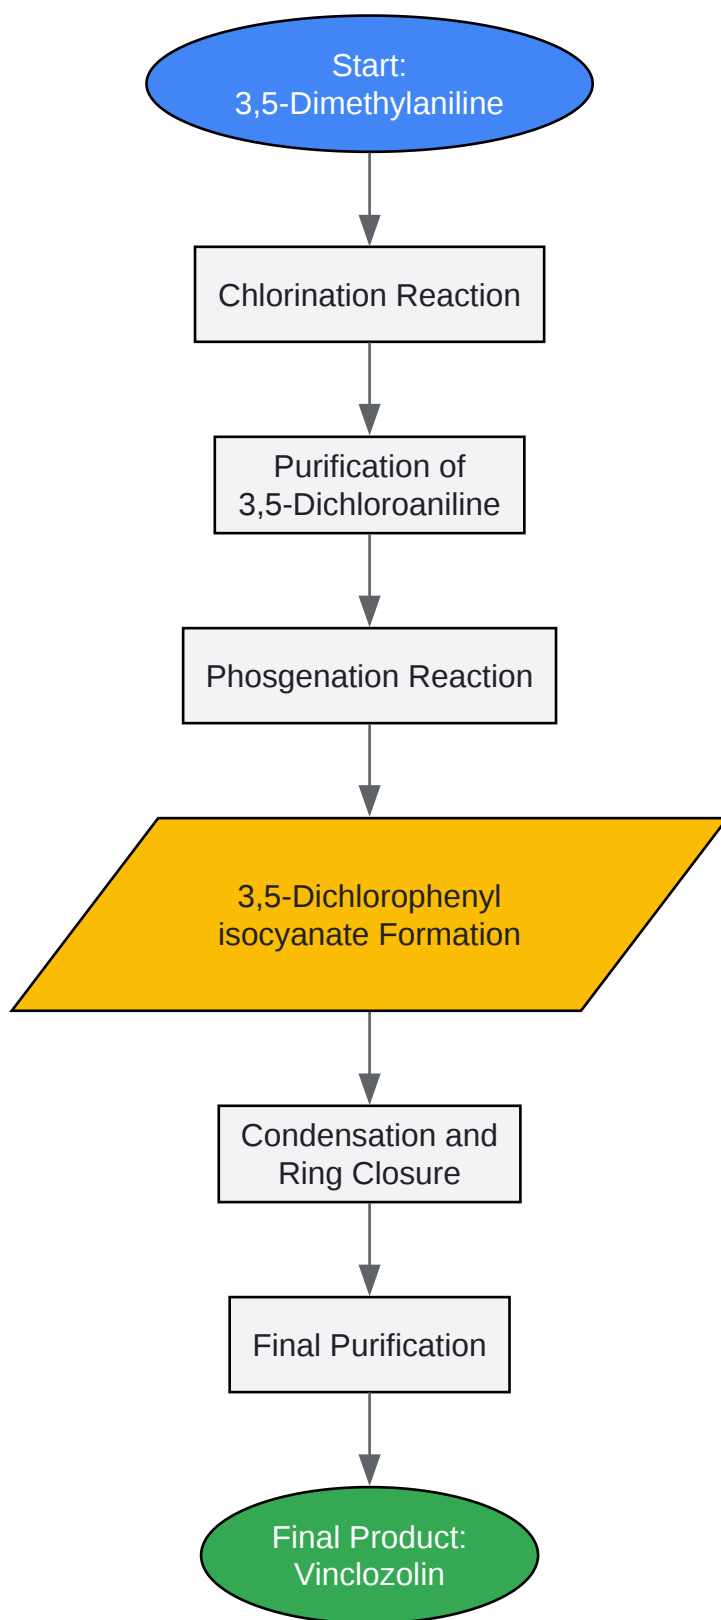 Start:
3,5-Dimethylaniline
Chlorination Reaction
Purification of
3,5-Dichloroaniline
Phosgenation Reaction
3,5-Dichlorophenyl
isocyanate Formation
Condensation and
Ring Closure
Final Purification
Final Product:
Vinclozolin